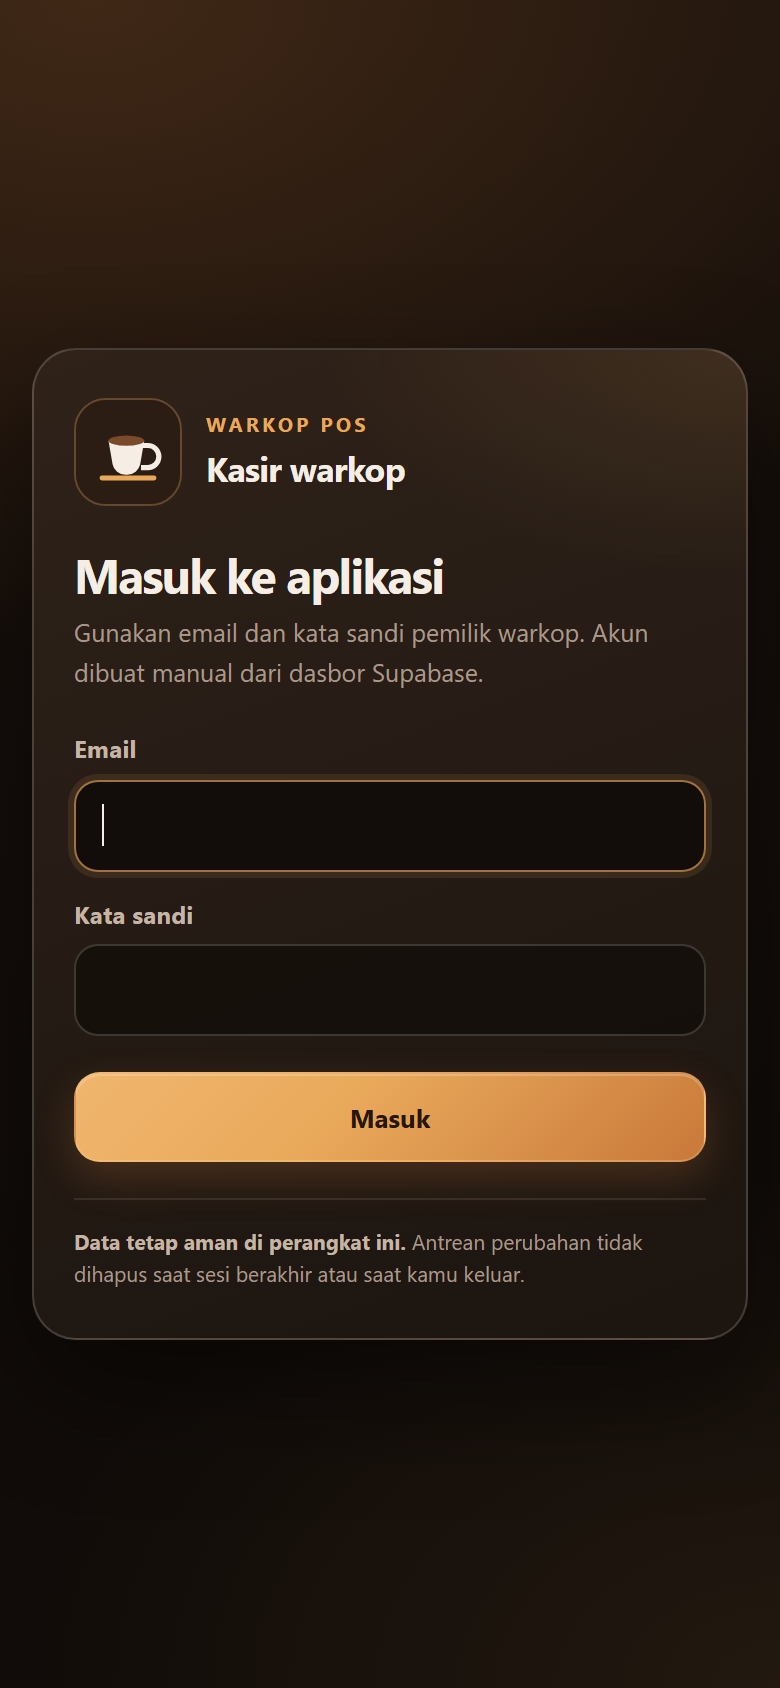 WARKOP POS
Kasir warkop
Masuk ke aplikasi
Gunakan email dan kata sandi pemilik warkop. Akun
dibuat manual dari dasbor Supabase.
Email
Kata sandi
Masuk
Data tetap aman di perangkat ini. Antrean perubahan tidak
dihapus saat sesi berakhir atau saat kamu keluar.